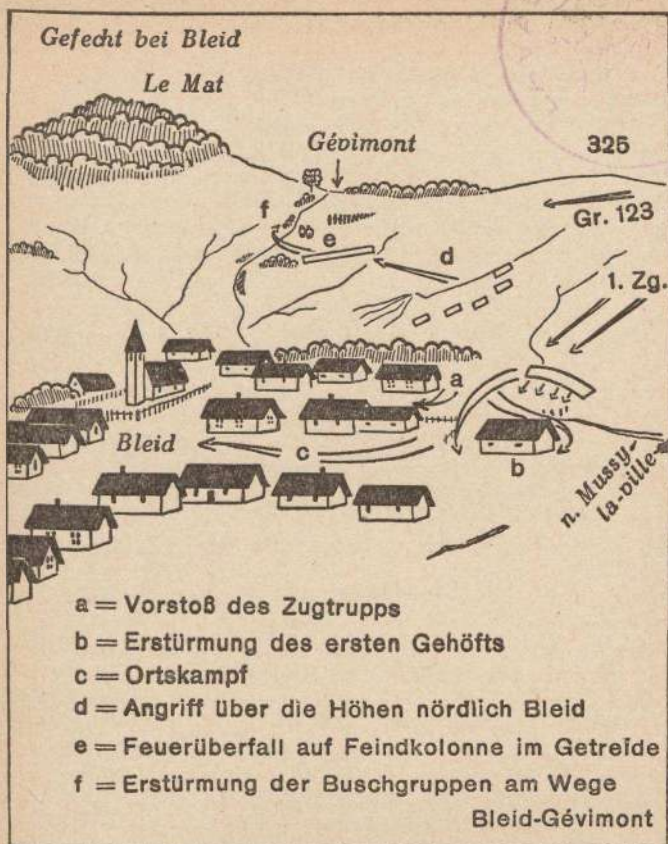 Gefecht bei Bleid
Le Mat
Gévimont
325
f
Gr. 123
e
d
1. Zg.
a
Bleid
c
b
n. Mussy-
la-ville
a = Vorstoß des Zugtrupps
b = Erstürmung des ersten Gehöfts
c = Ortskampf
d = Angriff über die Höhen nördlich Bleid
e = Feuerüberfall auf Feindkolonne im Getreide
f = Erstürmung der Buschgruppen am Wege
Bleid-Gévimont